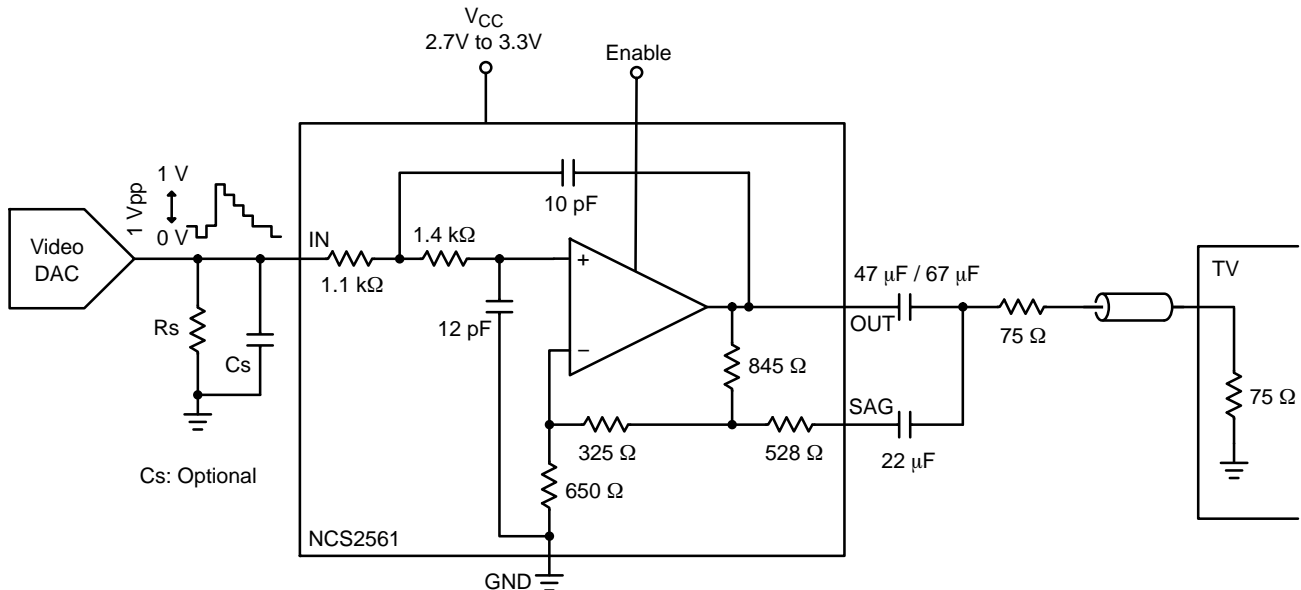 VCC
2.7V to 3.3V
Enable
1 Vpp
1 V
0 V
Video
DAC
IN
1.1 kΩ
1.4 kΩ
10 pF
12 pF
+
−
Rs
Cs
Cs: Optional
845 Ω
325 Ω
528 Ω
650 Ω
NCS2561
GND
47 μF / 67 μF
OUT
SAG
22 μF
75 Ω
TV
75 Ω